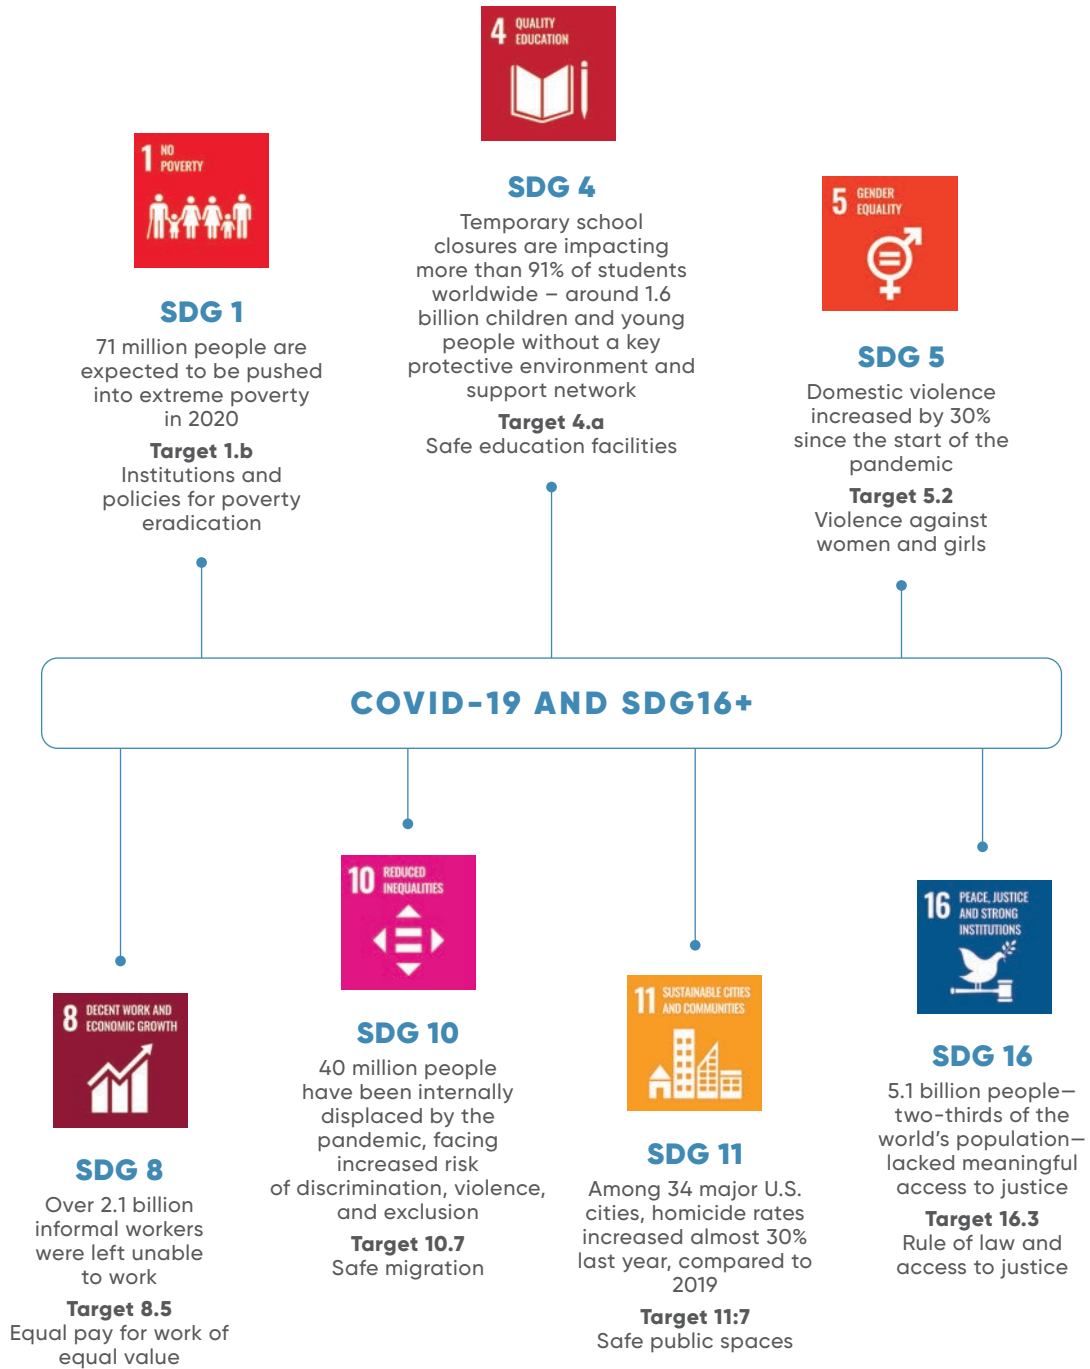 4 QUALITY
EDUCATION
SDG 4
Temporary school
closures are impacting
more than 91% of students
worldwide – around 1.6
billion children and young
people without a key
protective environment and
support network
Target 4.a
Safe education facilities
1 NO
POVERTY
SDG 1
71 million people are
expected to be pushed
into extreme poverty
in 2020
Target 1.b
Institutions and
policies for poverty
eradication
5 GENDER
EQUALITY
SDG 5
Domestic violence
increased by 30%
since the start of the
pandemic
Target 5.2
Violence against
women and girls
COVID-19 AND SDG16+
8 DECENT WORK AND
ECONOMIC GROWTH
SDG 8
Over 2.1 billion
informal workers
were left unable
to work
Target 8.5
Equal pay for work of
equal value
10 REDUCED
INEQUALITIES
SDG 10
40 million people
have been internally
displaced by the
pandemic, facing
increased risk
of discrimination, violence,
and exclusion
Target 10.7
Safe migration
11 SUSTAINABLE CITIES
AND COMMUNITIES
SDG 11
Among 34 major U.S.
cities, homicide rates
increased almost 30%
last year, compared to
2019
Target 11:7
Safe public spaces
16 PEACE, JUSTICE
AND STRONG
INSTITUTIONS
SDG 16
5.1 billion people—
two-thirds of the
world's population—
lacked meaningful
access to justice
Target 16.3
Rule of law and
access to justice